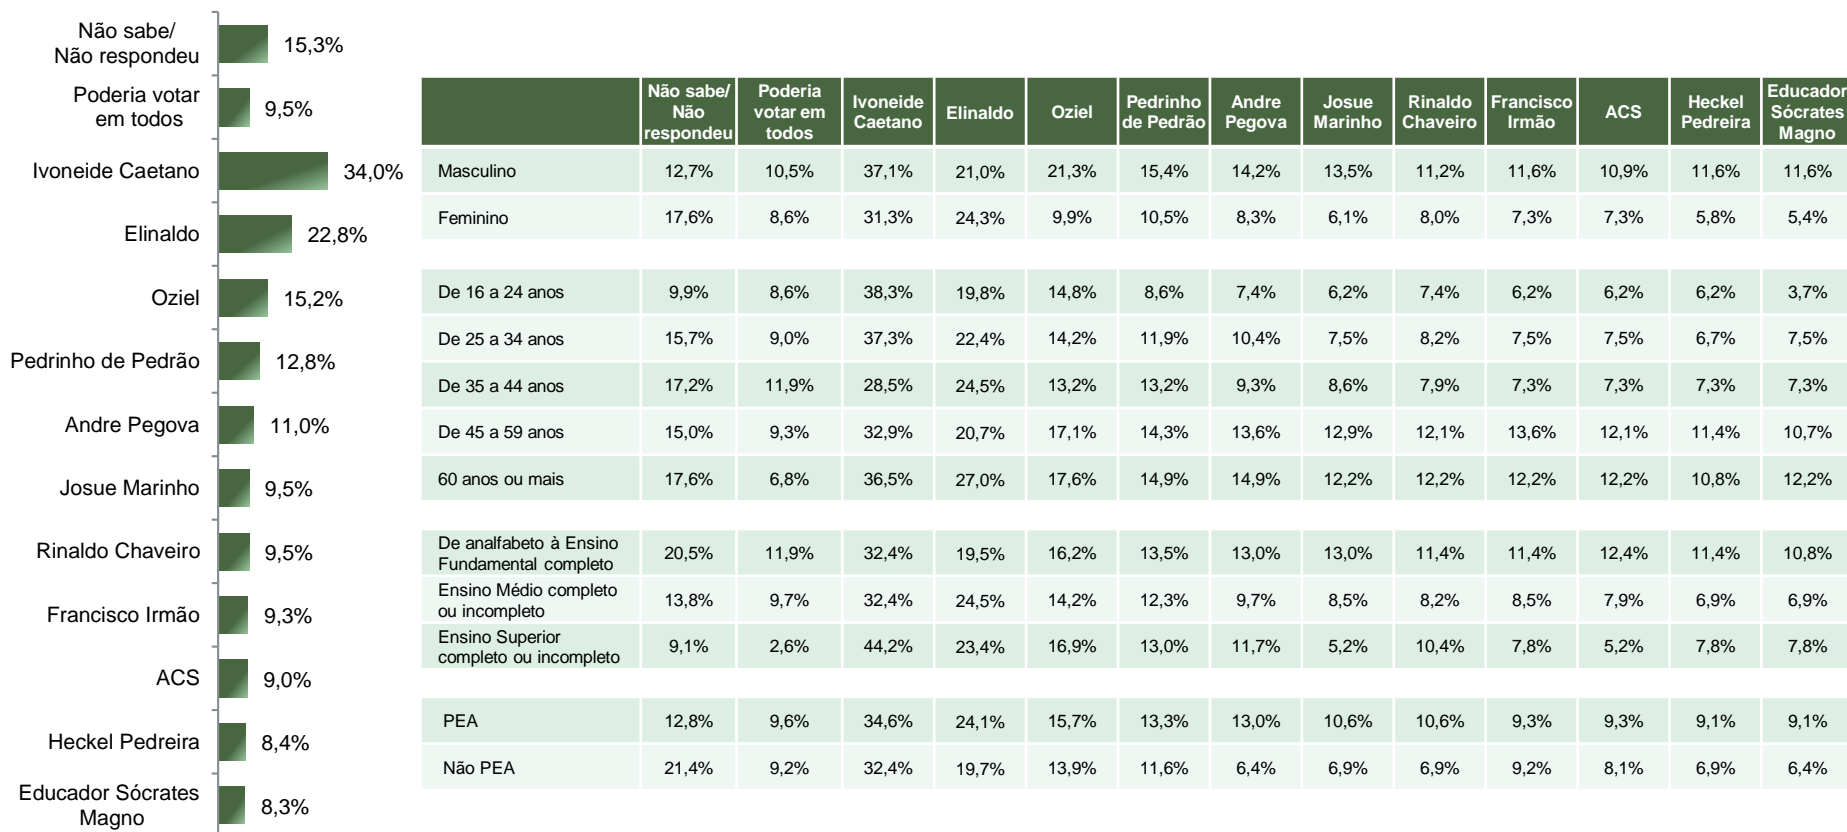 Não sabe/
Não respondeu
15,3%
Poderia votar
em todos
9,5%
Ivoneide Caetano
34,0%
Elinaldo
22,8%
Oziel
15,2%
Pedrinho de Pedrão
12,8%
Andre Pegova
11,0%
Josue Marinho
9,5%
Rinaldo Chaveiro
9,5%
Francisco Irmão
9,3%
ACS
9,0%
Heckel Pedreira
8,4%
Educador Sócrates
Magno
8,3%
Não sabe/
Não
respondeu
Poderia
votar em
todos
Ivoneide
Caetano
Elinaldo
Oziel
Pedrinho
de Pedrão
Andre
Pegova
Josue
Marinho
Rinaldo
Chaveiro
Francisco
Irmão
ACS
Heckel
Pedreira
Educador
Sócrates
Magno
Masculino 12,7% 10,5% 37,1% 21,0% 21,3% 15,4% 14,2% 13,5% 11,2% 11,6% 10,9% 11,6% 11,6%
Feminino 17,6% 8,6% 31,3% 24,3% 9,9% 10,5% 8,3% 6,1% 8,0% 7,3% 7,3% 5,8% 5,4%
De 16 a 24 anos 9,9% 8,6% 38,3% 19,8% 14,8% 8,6% 7,4% 6,2% 7,4% 6,2% 6,2% 6,2% 3,7%
De 25 a 34 anos 15,7% 9,0% 37,3% 22,4% 14,2% 11,9% 10,4% 7,5% 8,2% 7,5% 7,5% 6,7% 7,5%
De 35 a 44 anos 17,2% 11,9% 28,5% 24,5% 13,2% 13,2% 9,3% 8,6% 7,9% 7,3% 7,3% 7,3% 7,3%
De 45 a 59 anos 15,0% 9,3% 32,9% 20,7% 17,1% 14,3% 13,6% 12,9% 12,1% 13,6% 12,1% 11,4% 10,7%
60 anos ou mais 17,6% 6,8% 36,5% 27,0% 17,6% 14,9% 14,9% 12,2% 12,2% 12,2% 12,2% 10,8% 12,2%
De analfabeto à Ensino
Fundamental completo
20,5% 11,9% 32,4% 19,5% 16,2% 13,5% 13,0% 13,0% 11,4% 11,4% 12,4% 11,4% 10,8%
Ensino Médio completo
ou incompleto
13,8% 9,7% 32,4% 24,5% 14,2% 12,3% 9,7% 8,5% 8,2% 8,5% 7,9% 6,9% 6,9%
Ensino Superior
completo ou incompleto
9,1% 2,6% 44,2% 23,4% 16,9% 13,0% 11,7% 5,2% 10,4% 7,8% 5,2% 7,8% 7,8%
PEA 12,8% 9,6% 34,6% 24,1% 15,7% 13,3% 13,0% 10,6% 10,6% 9,3% 9,3% 9,1% 9,1%
Não PEA 21,4% 9,2% 32,4% 19,7% 13,9% 11,6% 6,4% 6,9% 6,9% 9,2% 8,1% 6,9% 6,4%